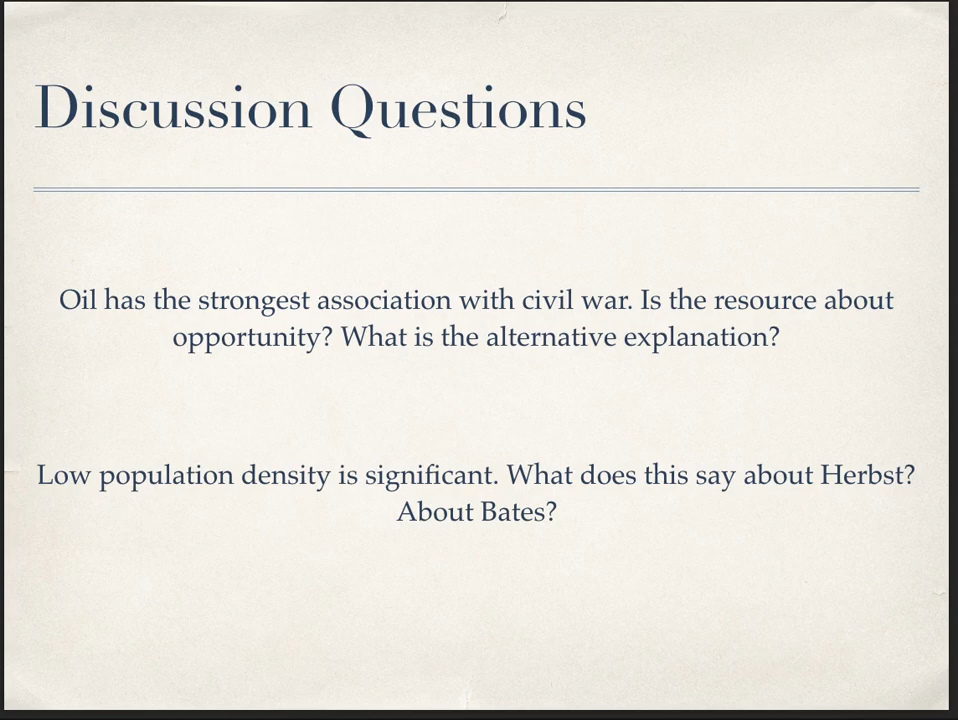 Discussion Questions
Oil has the strongest association with civil war. Is the resource about
opportunity? What is the alternative explanation?
Low population density is significant. What does this say about Herbst?
About Bates?